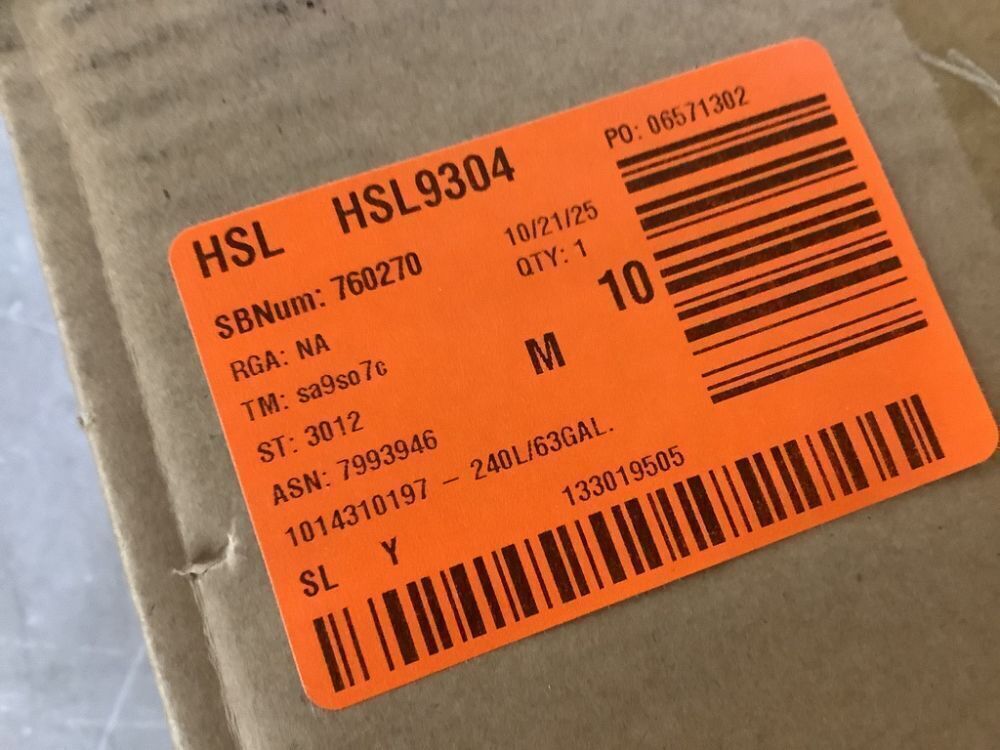 PO: 06571302
HSL HSL9304
SBNum: 760270 10/21/25
RGA: NA QTY: 1
TM: sa9so7c M 10
ST: 3012
ASN: 7993946
1014310197 - 240L/63GAL.
SL Y 133019505